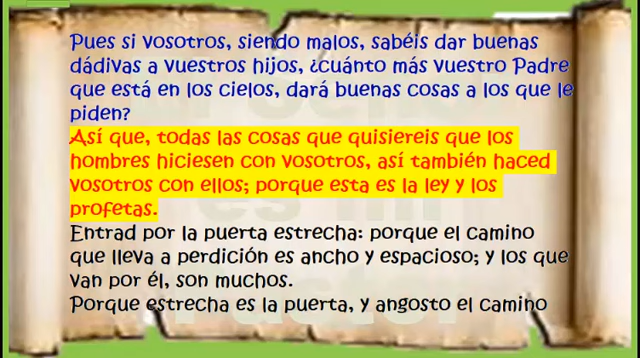 Pues si vosotros, siendo malos, sabéis dar buenas
dádivas a vuestros hijos, ¿cuánto más vuestro Padre
que está en los cielos, dará buenas cosas a los que le
piden?
Así que, todas las cosas que quisiereis que los
hombres hiciesen con vosotros, así también haced
vosotros con ellos; porque esta es la ley y los
profetas.
Entrad por la puerta estrecha: porque el camino
que lleva a perdición es ancho y espacioso; y los que
van por él, son muchos.
Porque estrecha es la puerta, y angosto el camino